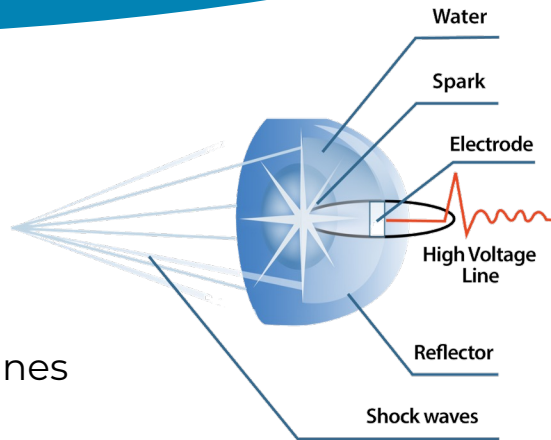 Water
Spark
Electrode
High Voltage
Line
nes
Reflector
Shock waves